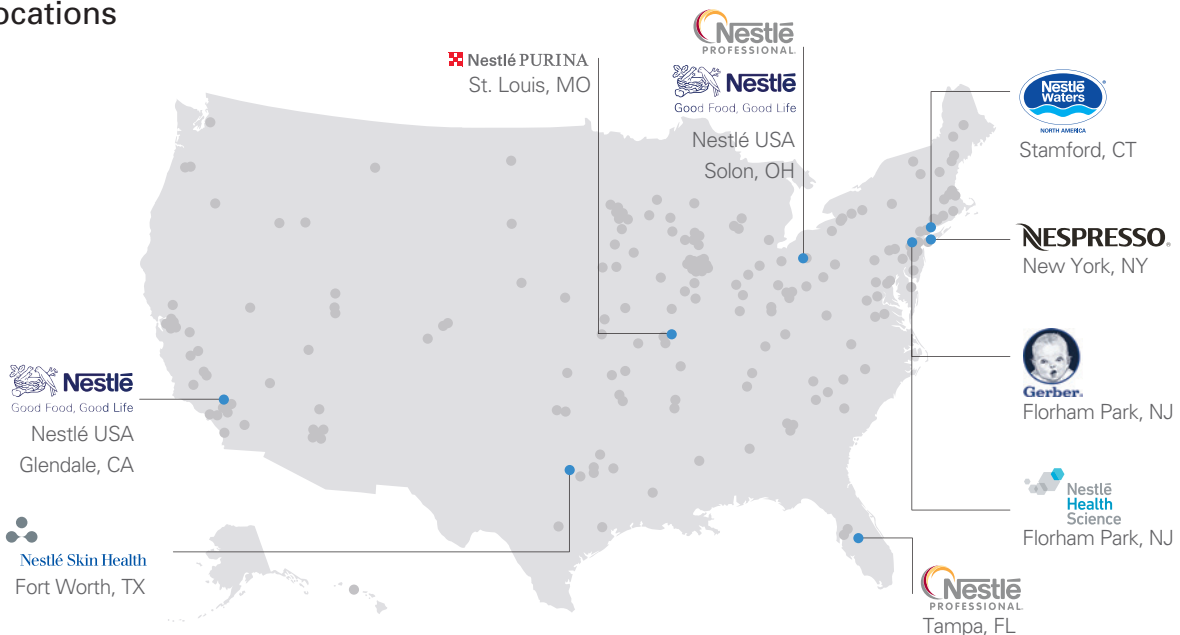 ocations
Nestlé PURINA
St. Louis, MO
Nestlé
PROFESSIONAL.
Nestlé
Good Food, Good Life
Nestlé USA
Solon, OH
Nestlé
Waters
NORTH AMERICA
Stamford, CT
NESPRESSO®
New York, NY
Gerber®
Florham Park, NJ
Nestlé
Health
Science
Florham Park, NJ
Nestlé
PROFESSIONAL.
Tampa, FL
Nestlé
Good Food, Good Life
Nestlé USA
Glendale, CA
Nestlé Skin Health
Fort Worth, TX